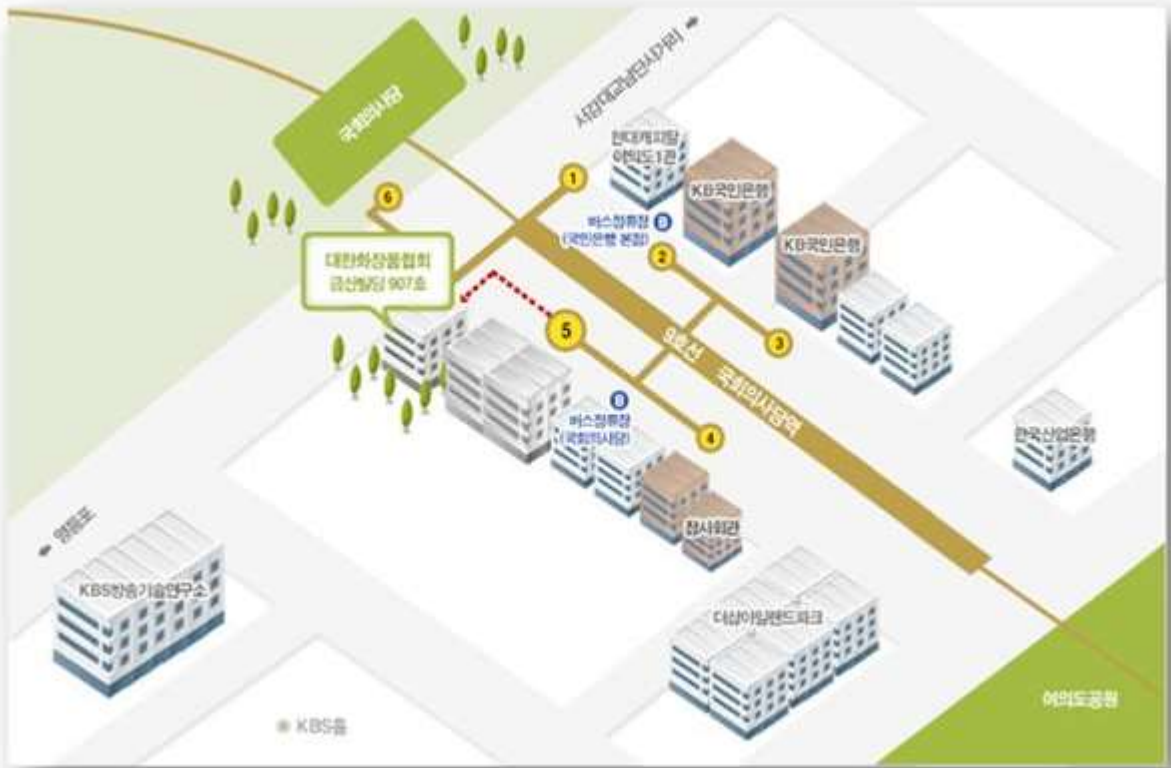 국회의사당
서강대교남단사거리
현대캐피탈
여의도1관
KB국민은행
KB국민은행
버스정류장 B
(국민은행 본점)
1
2
3
6
대한화장품협회
금산빌딩 907호
5
9호선 국회의사당역
B
버스정류장
(국회의사당)
4
한국산업은행
잡사회관
영등포
KBS방송기술연구소
더샵아일랜드파크
여의도공원
KBS홀